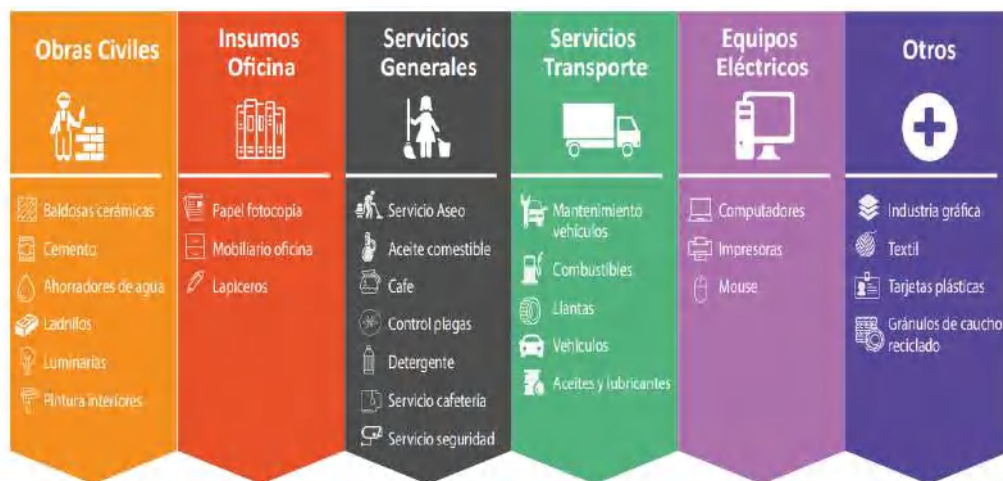 Obras Civiles
Baldosas cerámicas
Cemento
Ahorradores de agua
Ladrillos
Luminarias
Pintura interiores
Insumos
Oficina
Papel fotocopia
Mobiliario oficina
Lapiceros
Servicios
Generales
Servicio Aseo
Aceite comestible
Cafe
Control plagas
Detergente
Servicio cafetería
Servicio seguridad
Servicios
Transporte
Mantenimiento
vehículos
Combustibles
Llantas
Vehículos
Aceites y lubricantes
Equipos
Eléctricos
Computadores
Impresoras
Mouse
Otros
Industria gráfica
Textil
Tarjetas plásticas
Gránulos de caucho
reciclado